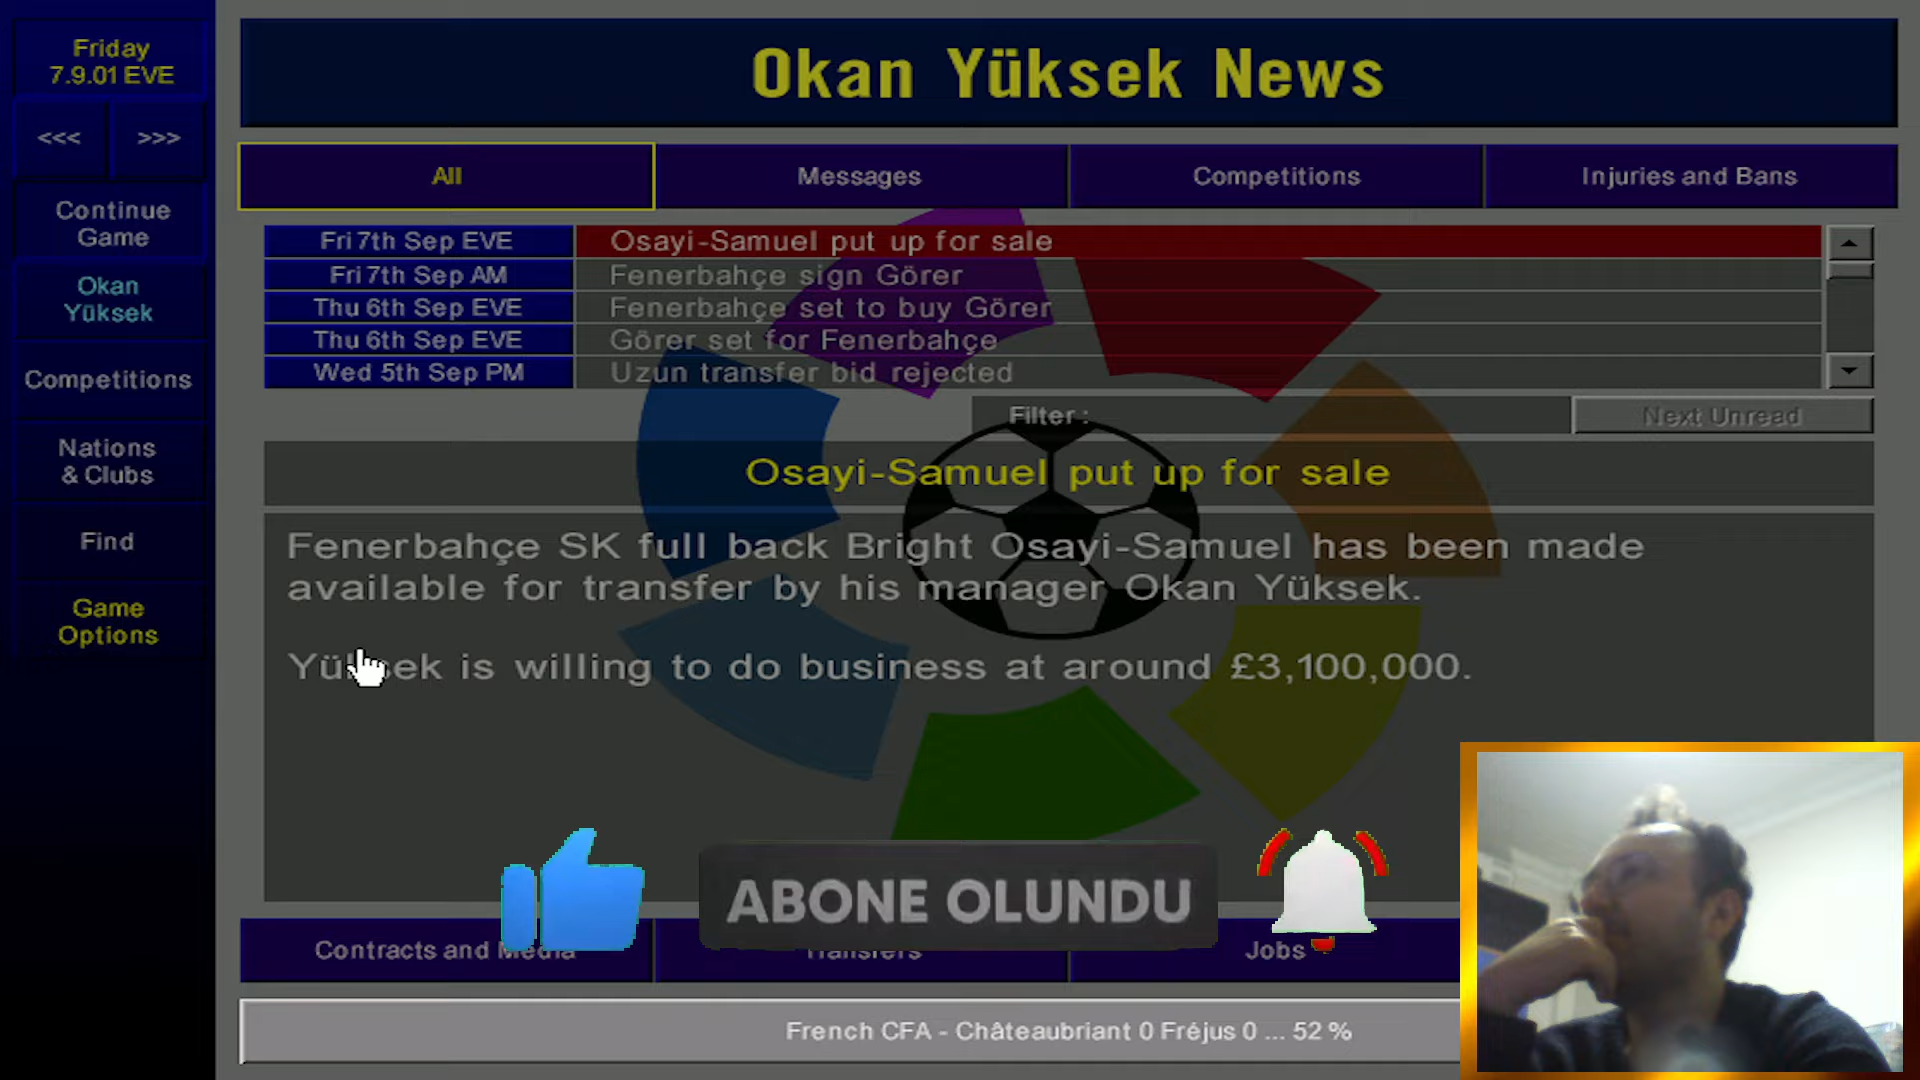 Friday
7.9.01 EVE
<<<
>>>
Continue
Game
Okan
Yüksek
Competitions
Nations
& Clubs
Find
Game
Options
Okan Yüksek News
All
Messages
Competitions
Injuries and Bans
Fri 7th Sep EVE
Osayi-Samuel put up for sale
Fri 7th Sep AM
Fenerbahçe sign Görer
Thu 6th Sep EVE
Fenerbahçe set to buy Görer
Thu 6th Sep EVE
Görer set for Fenerbahçe
Wed 5th Sep PM
Uzun transfer bid rejected
Filter :
Next Unread
Osayi-Samuel put up for sale
Fenerbahçe SK full back Bright Osayi-Samuel has been made
available for transfer by his manager Okan Yüksek.
Yüksek is willing to do business at around £3,100,000.
ABONE OLUNDU
Contracts and Media
Transfers
Jobs
French CFA - Châteaubriant 0 Fréjus 0 ... 52 %